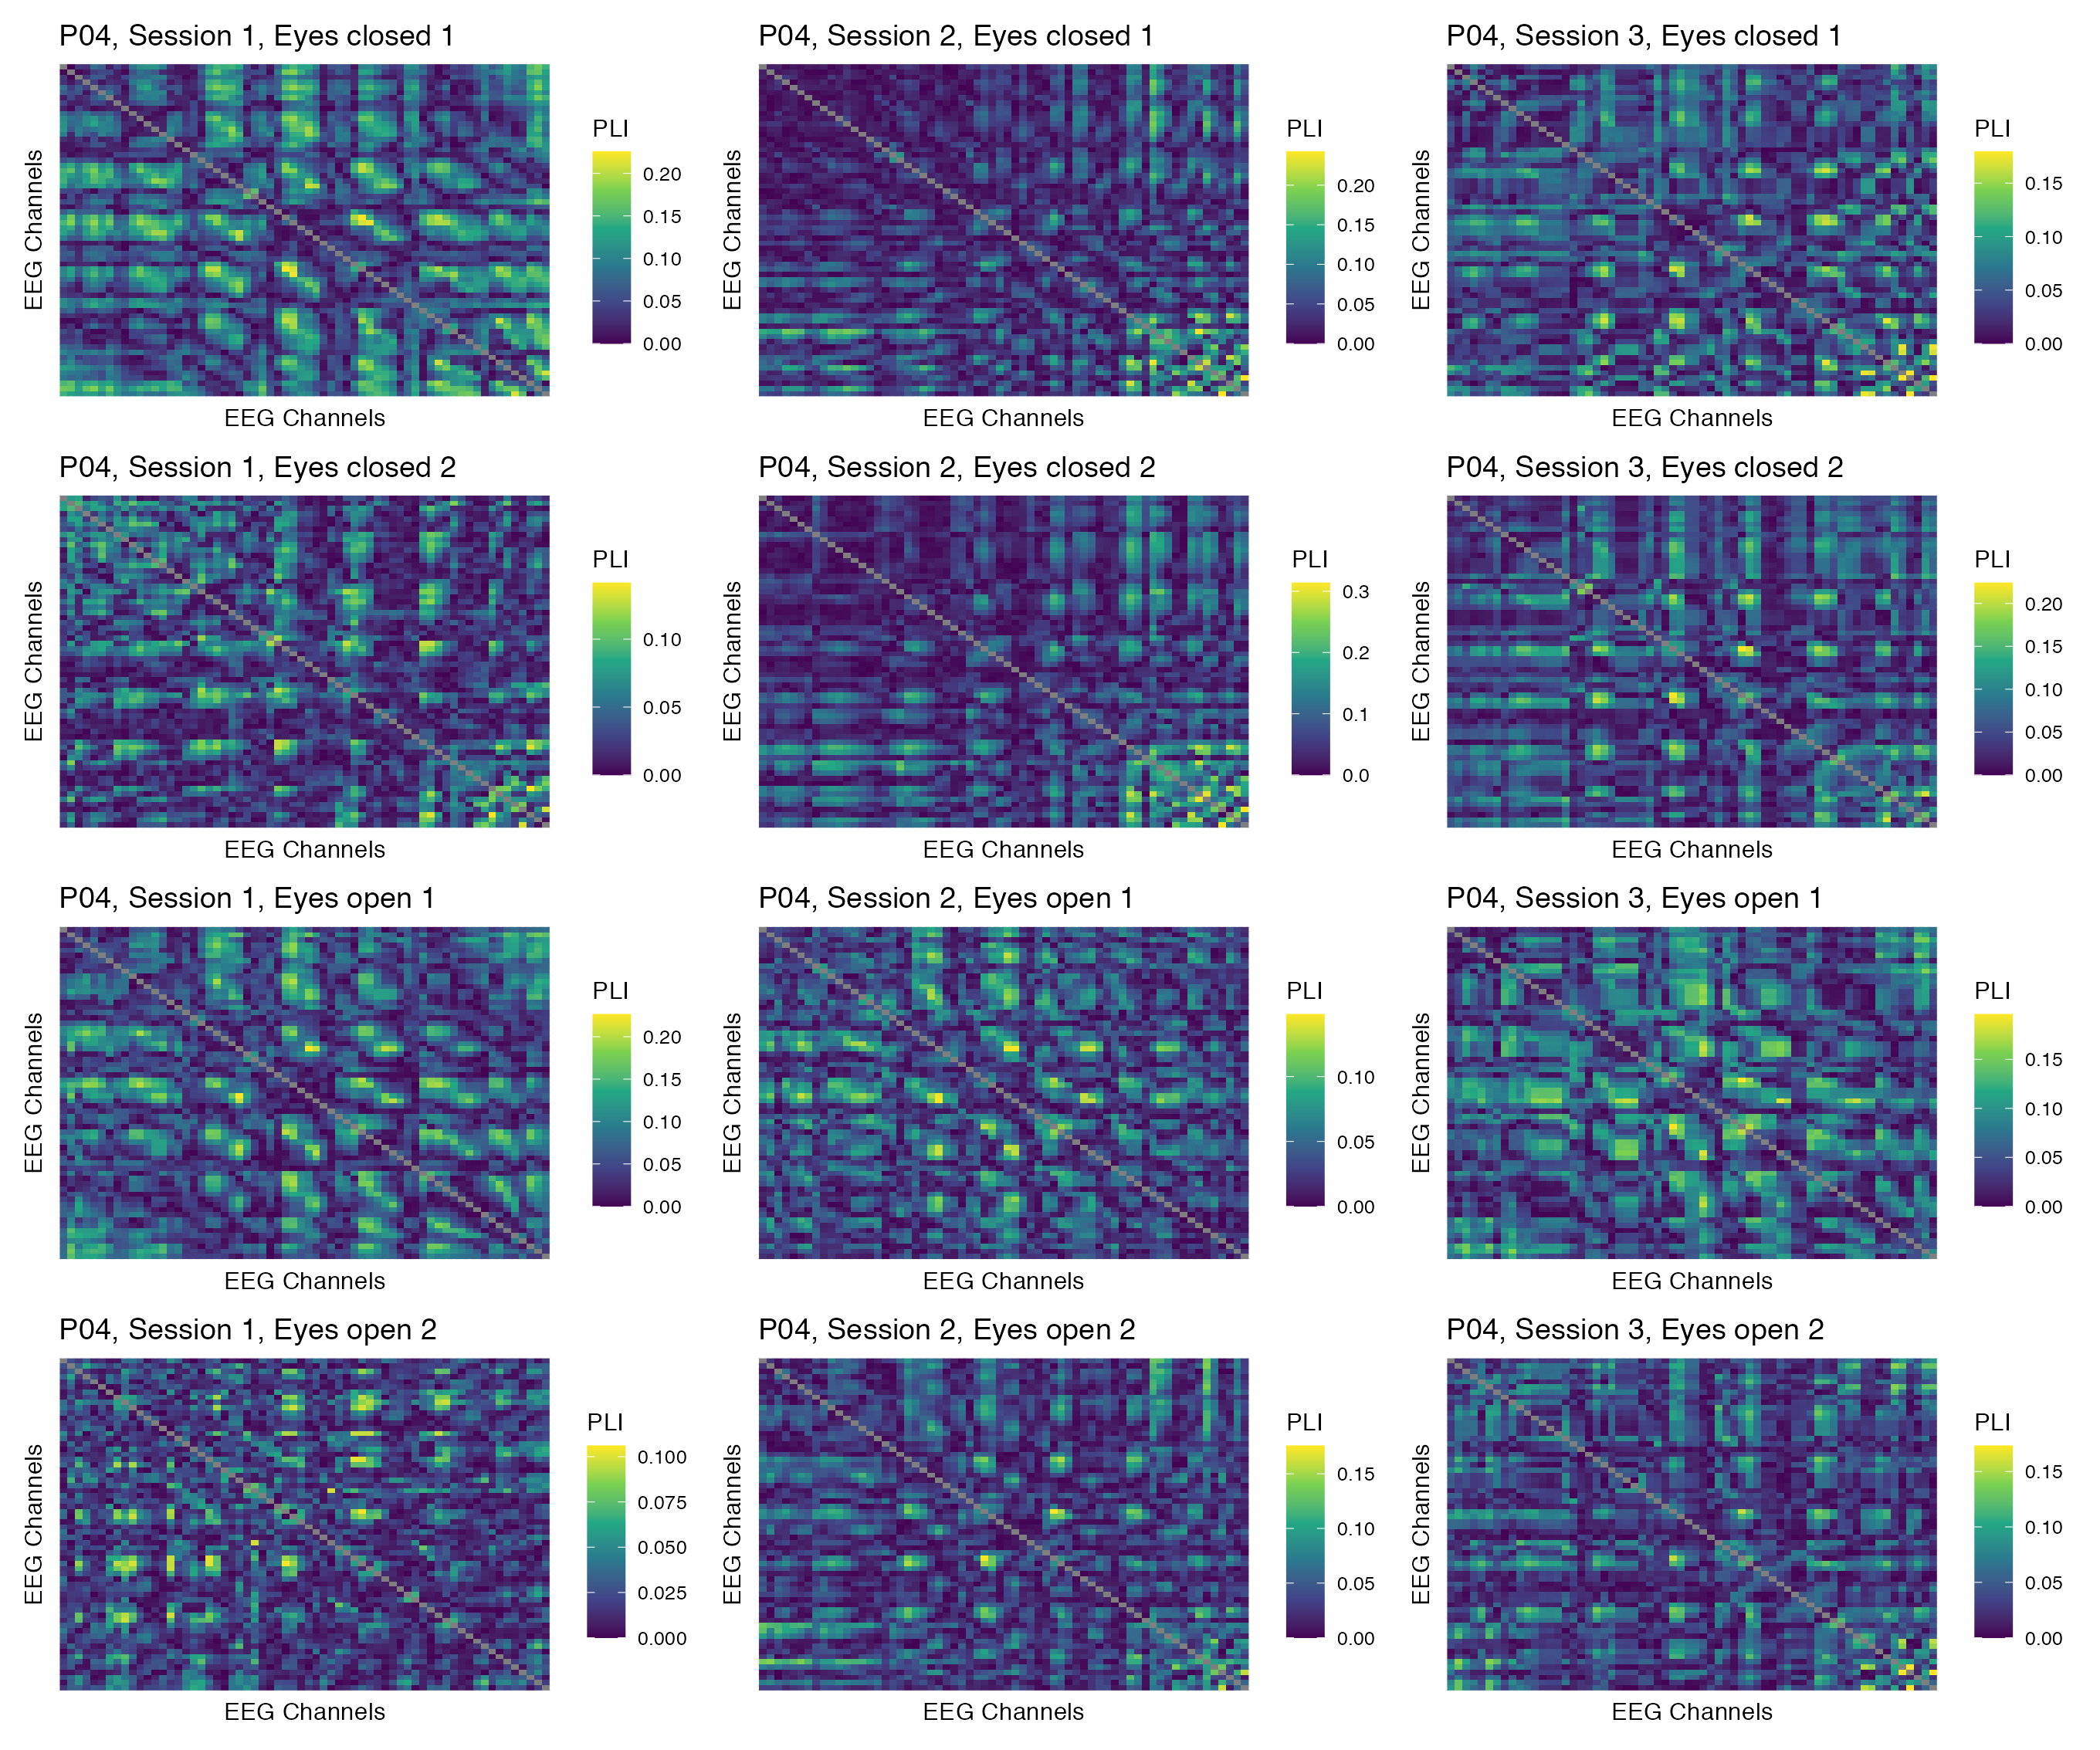 P04, Session 1, Eyes closed 1
EEG Channels
EEG Channels
PLI
0.20
0.15
0.10
0.05
0.00
P04, Session 2, Eyes closed 1
EEG Channels
EEG Channels
PLI
0.20
0.15
0.10
0.05
0.00
P04, Session 3, Eyes closed 1
EEG Channels
EEG Channels
PLI
0.15
0.10
0.05
0.00
P04, Session 1, Eyes closed 2
EEG Channels
EEG Channels
PLI
0.10
0.05
0.00
P04, Session 2, Eyes closed 2
EEG Channels
EEG Channels
PLI
0.3
0.2
0.1
0.0
P04, Session 3, Eyes closed 2
EEG Channels
EEG Channels
PLI
0.20
0.15
0.10
0.05
0.00
P04, Session 1, Eyes open 1
EEG Channels
EEG Channels
PLI
0.20
0.15
0.10
0.05
0.00
P04, Session 2, Eyes open 1
EEG Channels
EEG Channels
PLI
0.10
0.05
0.00
P04, Session 3, Eyes open 1
EEG Channels
EEG Channels
PLI
0.15
0.10
0.05
0.00
P04, Session 1, Eyes open 2
EEG Channels
EEG Channels
PLI
0.100
0.075
0.050
0.025
0.000
P04, Session 2, Eyes open 2
EEG Channels
EEG Channels
PLI
0.15
0.10
0.05
0.00
P04, Session 3, Eyes open 2
EEG Channels
EEG Channels
PLI
0.15
0.10
0.05
0.00